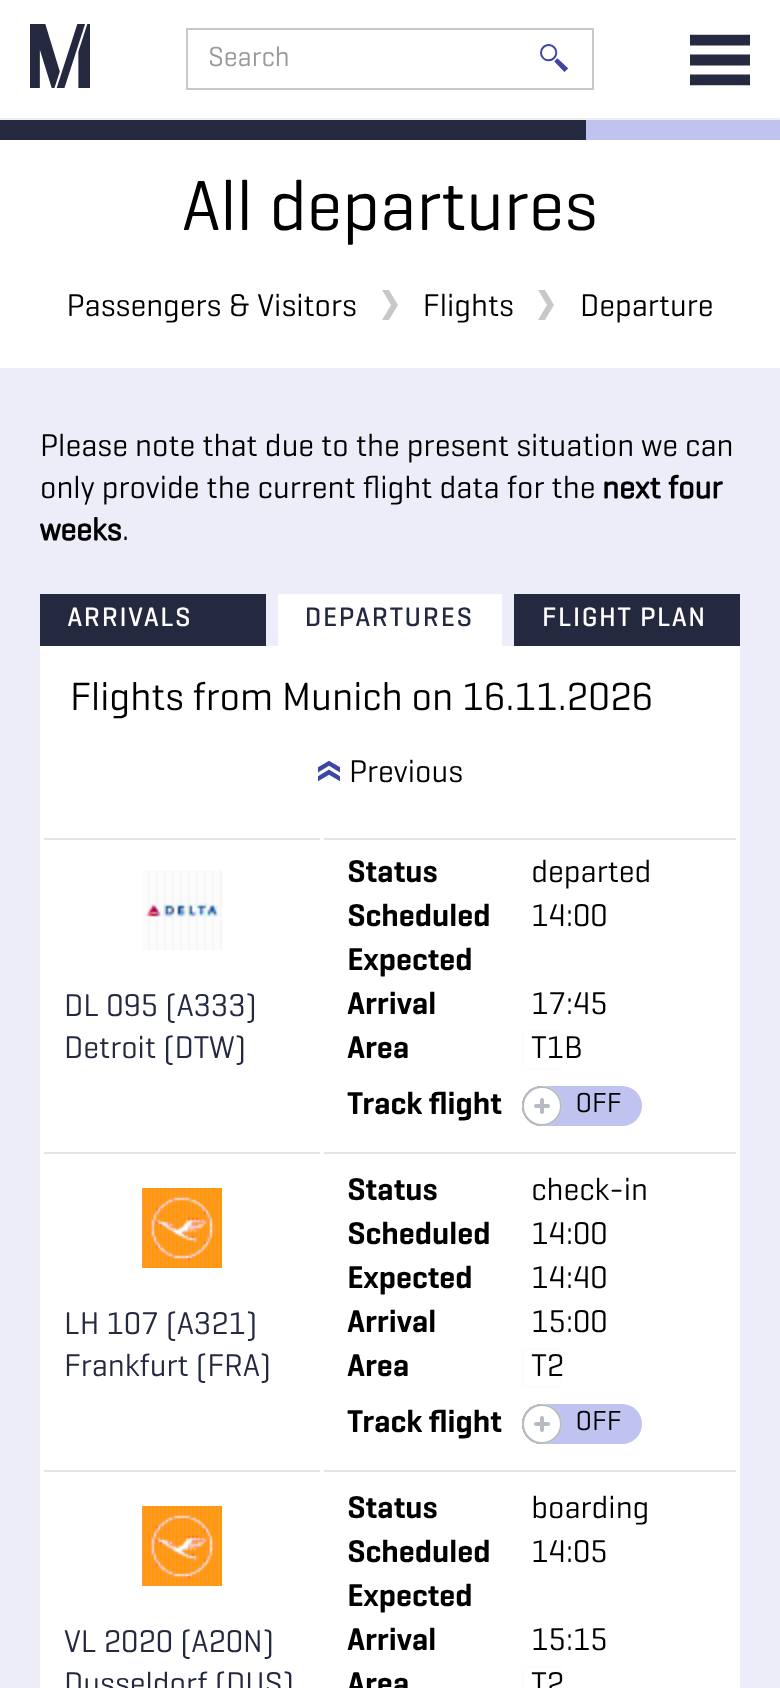 M
Search
All departures
Passengers & Visitors ❯ Flights ❯ Departure
Please note that due to the present situation we can
only provide the current flight data for the next four
weeks.
ARRIVALS DEPARTURES FLIGHT PLAN
Flights from Munich on 16.11.2026
Previous
DELTA
DL 095 (A333)
Detroit (DTW)
Status departed
Scheduled 14:00
Expected
Arrival 17:45
Area T1B
Track flight OFF
LH 107 (A321)
Frankfurt (FRA)
Status check-in
Scheduled 14:00
Expected 14:40
Arrival 15:00
Area T2
Track flight OFF
VL 2020 (A20N)
Dusseldorf (DUS)
Status boarding
Scheduled 14:05
Expected
Arrival 15:15
Area T2